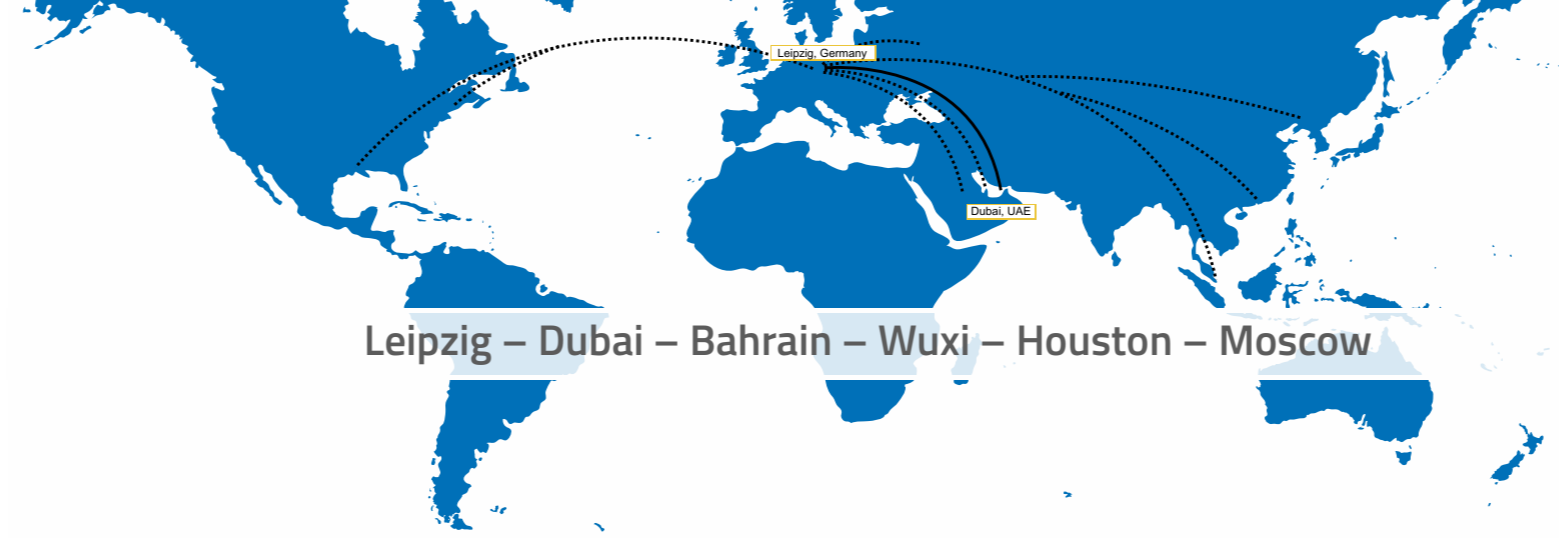 Leipzig, Germany
Dubai, UAE
Leipzig – Dubai – Bahrain – Wuxi – Houston – Moscow